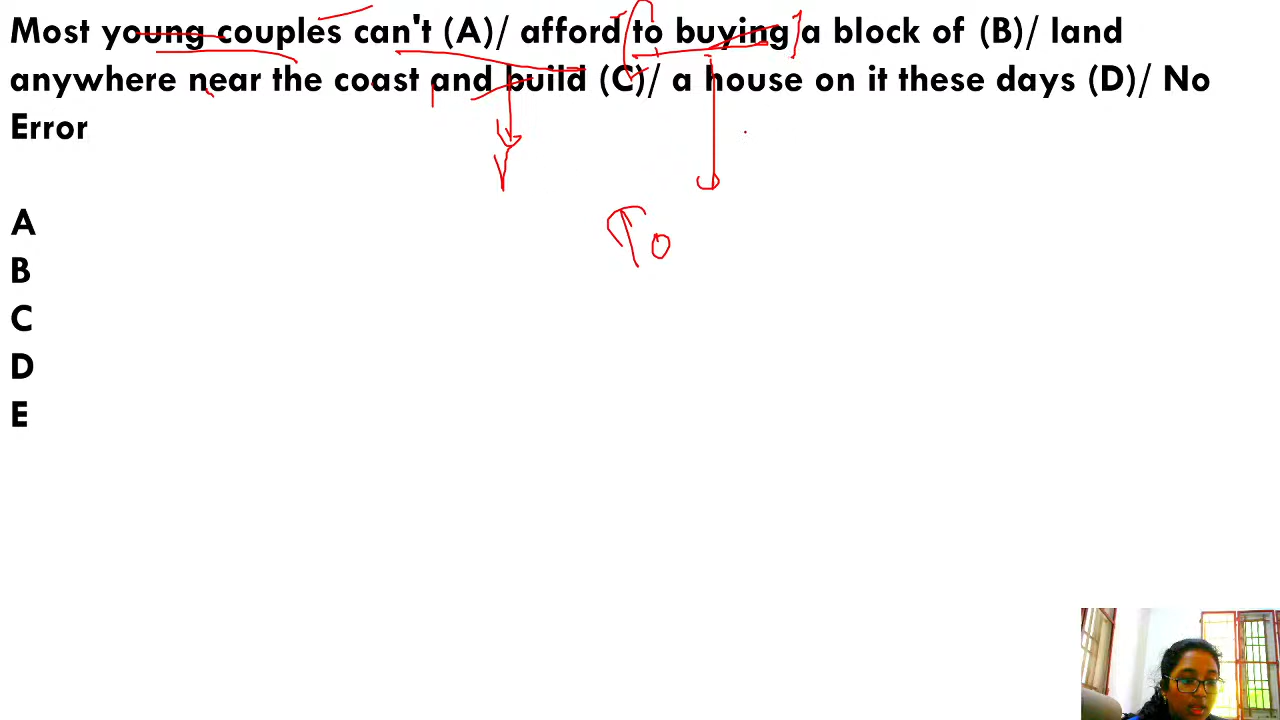 Most young couples can't (A)/ afford to buying a block of (B)/ land
anywhere near the coast and build (C)/ a house on it these days (D)/ No
Error
V
To
A
B
C
D
E